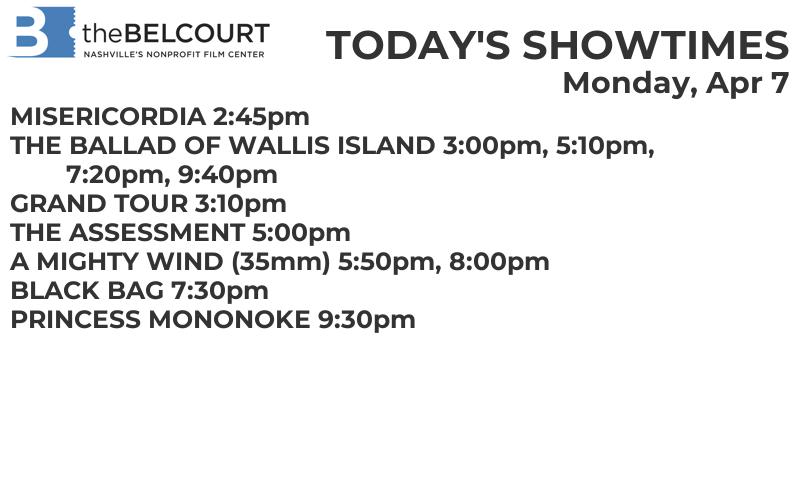 B theBELCOURT
NASHVILLE'S NONPROFIT FILM CENTER
TODAY'S SHOWTIMES
Monday, Apr 7
MISERICORDIA 2:45pm
THE BALLAD OF WALLIS ISLAND 3:00pm, 5:10pm,
7:20pm, 9:40pm
GRAND TOUR 3:10pm
THE ASSESSMENT 5:00pm
A MIGHTY WIND (35mm) 5:50pm, 8:00pm
BLACK BAG 7:30pm
PRINCESS MONONOKE 9:30pm